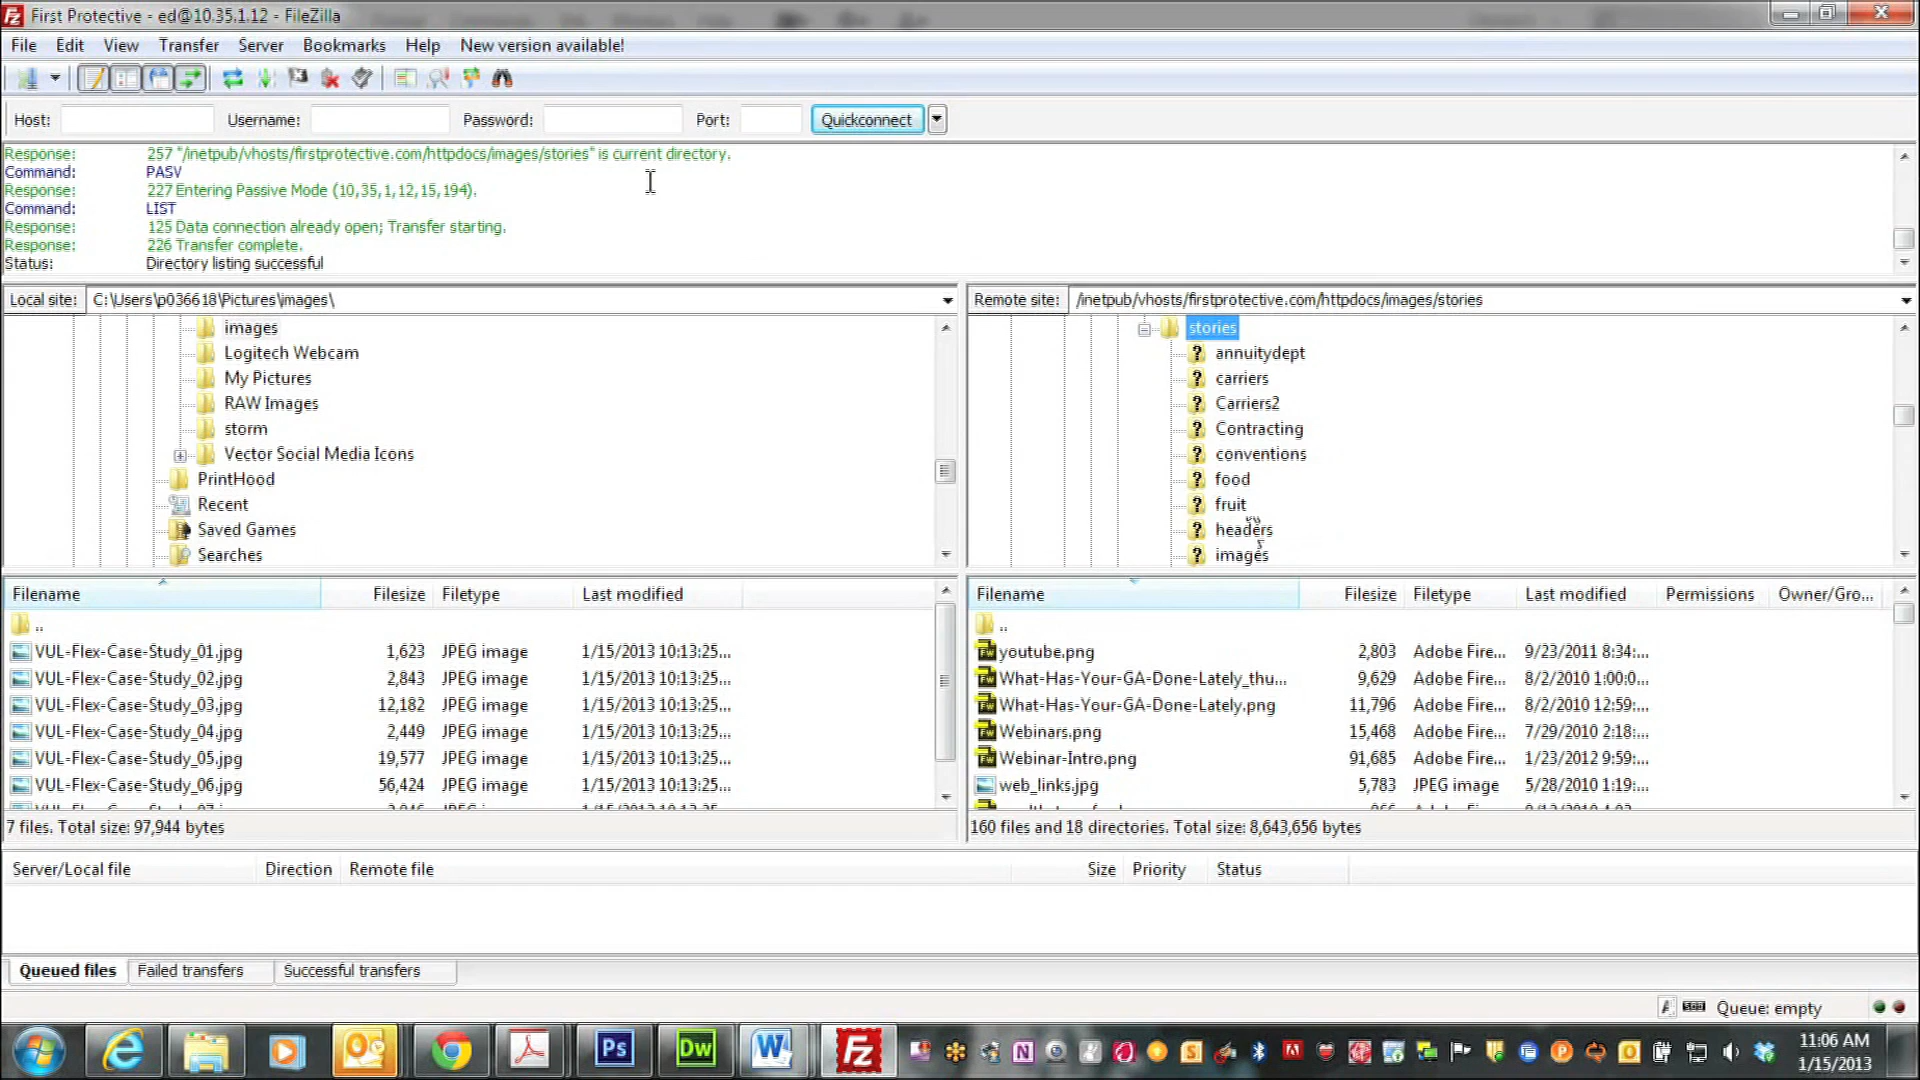 First Protective - ed@10.35.1.12 - FileZilla
File Edit View Transfer Server Bookmarks Help New version available!
Host: Username: Password: Port: Quickconnect
Response: 257 "/inetpub/vhosts/firstprotective.com/httpdocs/images/stories" is current directory.
Command: PASV
Response: 227 Entering Passive Mode (10,35,1,12,15,194).
Command: LIST
Response: 125 Data connection already open; Transfer starting.
Response: 226 Transfer complete.
Status: Directory listing successful
Local site: C:\Users\p036618\Pictures\images\
Remote site: /inetpub/vhosts/firstprotective.com/httpdocs/images/stories
images
Logitech Webcam
My Pictures
RAW Images
storm
Vector Social Media Icons
PrintHood
Recent
Saved Games
Searches
stories
annuitydept
carriers
Carriers2
Contracting
conventions
food
fruit
headers
images
Filename Filesize Filetype Last modified
..
VUL-Flex-Case-Study_01.jpg 1,623 JPEG image 1/15/2013 10:13:25...
VUL-Flex-Case-Study_02.jpg 2,843 JPEG image 1/15/2013 10:13:25...
VUL-Flex-Case-Study_03.jpg 12,182 JPEG image 1/15/2013 10:13:25...
VUL-Flex-Case-Study_04.jpg 2,449 JPEG image 1/15/2013 10:13:25...
VUL-Flex-Case-Study_05.jpg 19,577 JPEG image 1/15/2013 10:13:25...
VUL-Flex-Case-Study_06.jpg 56,424 JPEG image 1/15/2013 10:13:25...
7 files. Total size: 97,944 bytes
Filename Filesize Filetype Last modified Permissions Owner/Gro...
..
youtube.png 2,803 Adobe Fire... 9/23/2011 8:34:...
What-Has-Your-GA-Done-Lately_thu... 9,629 Adobe Fire... 8/2/2010 1:00:0...
What-Has-Your-GA-Done-Lately.png 11,796 Adobe Fire... 8/2/2010 12:59:...
Webinars.png 15,468 Adobe Fire... 7/29/2010 2:18:...
Webinar-Intro.png 91,685 Adobe Fire... 1/23/2012 9:59:...
web_links.jpg 5,783 JPEG image 5/28/2010 1:19:...
160 files and 18 directories. Total size: 8,643,656 bytes
Server/Local file Direction Remote file Size Priority Status
Queued files Failed transfers Successful transfers
Queue: empty
Ps Dw W Fz
11:06 AM
1/15/2013